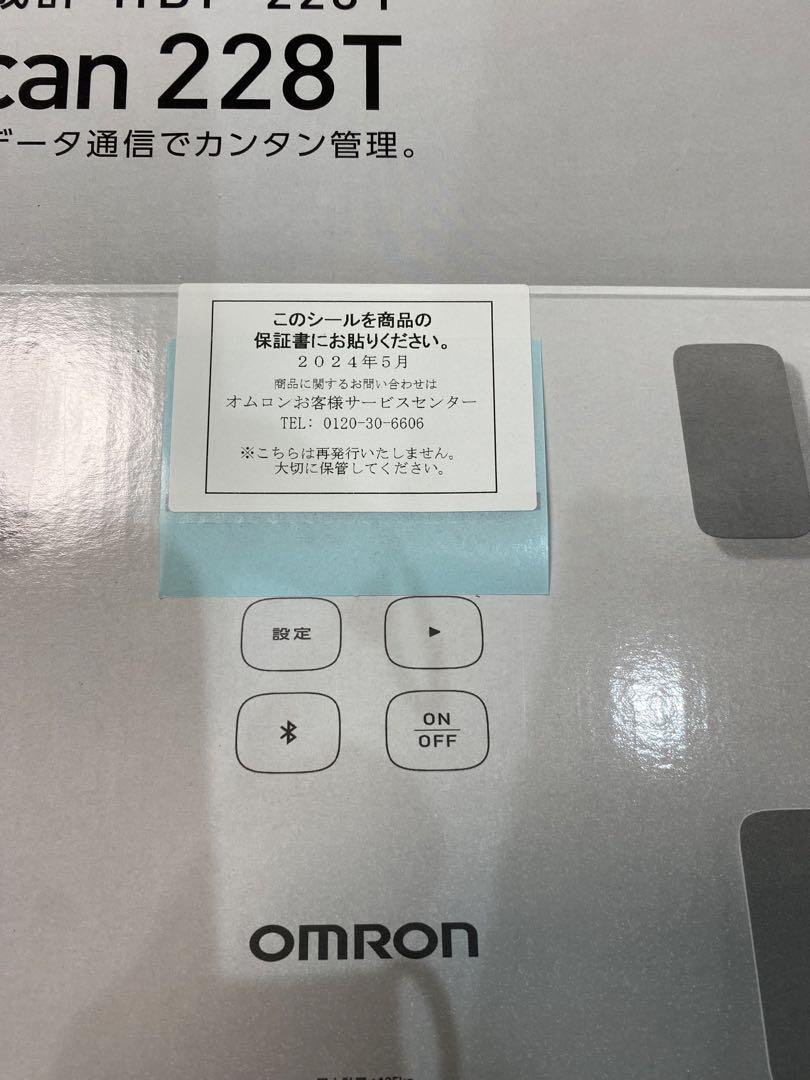 can 228T
データ通信でカンタン管理。
このシールを商品の
保証書にお貼りください。
２０２４年５月
商品に関するお問い合わせは
オムロンお客様サービスセンター
TEL: 0120-30-6606
※こちらは再発行いたしません。
大切に保管してください。
設定
ON
OFF
OMRON